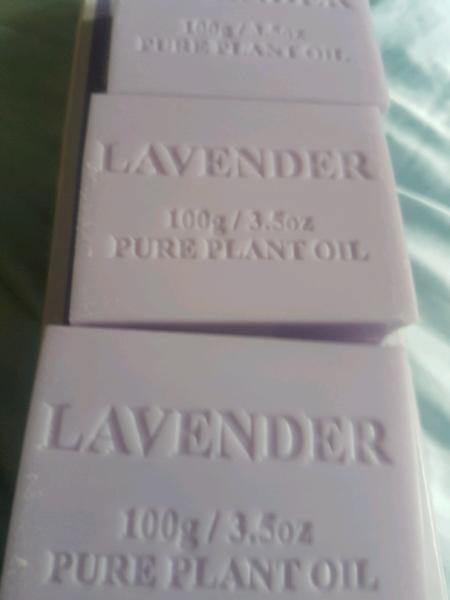 LAVENDER
100g / 3.5oz
PURE PLANT OIL
LAVENDER
100g / 3.5oz
PURE PLANT OIL
LAVENDER
100g / 3.5oz
PURE PLANT OIL